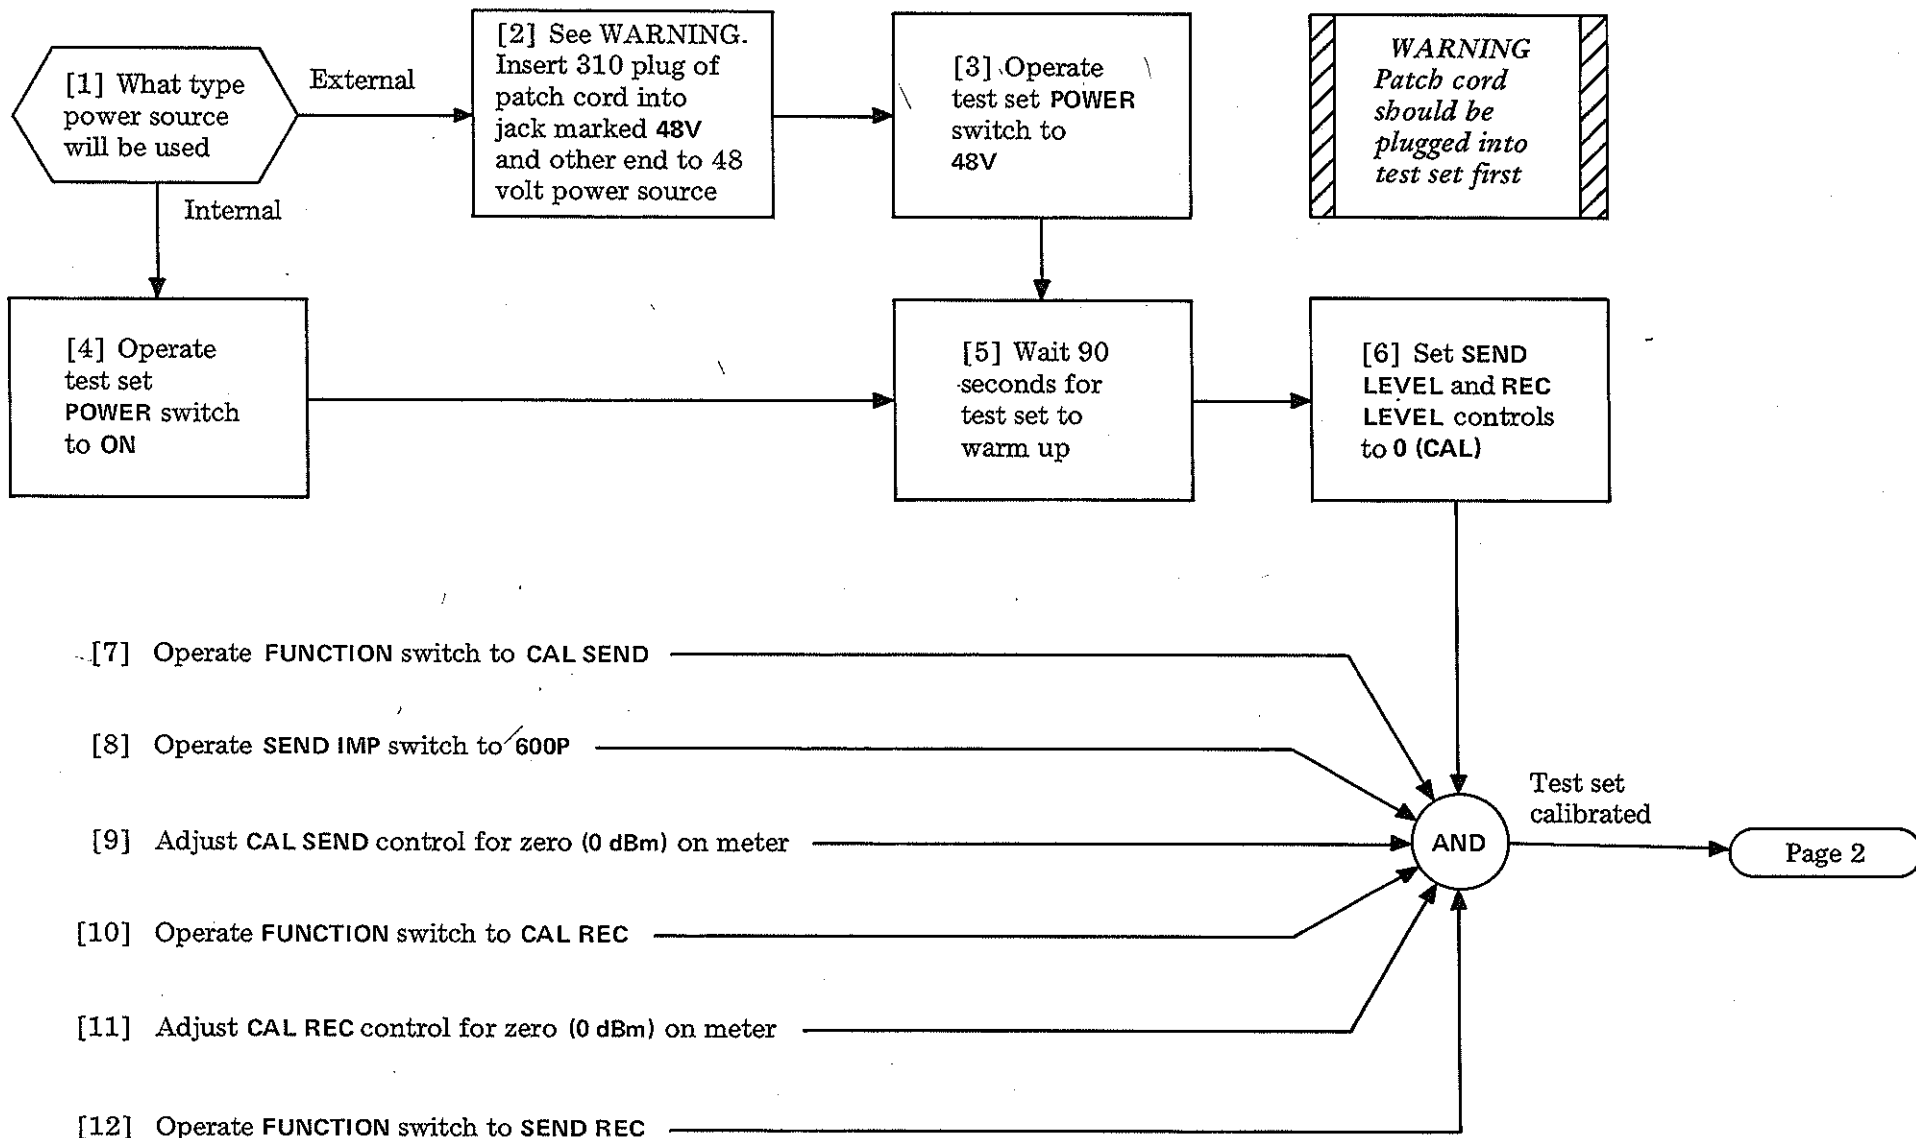 [1] What type
power source
will be used
External
Internal
[2] See WARNING.
Insert 310 plug of
patch cord into
jack marked 48V
and other end to 48
volt power source
[3] Operate
test set POWER
switch to
48V
WARNING
Patch cord
should be
plugged into
test set first
[4] Operate
test set
POWER switch
to ON
[5] Wait 90
seconds for
test set to
warm up
[6] Set SEND
LEVEL and REC
LEVEL controls
to 0 (CAL)
[7] Operate FUNCTION switch to CAL SEND
[8] Operate SEND IMP switch to 600P
[9] Adjust CAL SEND control for zero (0 dBm) on meter
[10] Operate FUNCTION switch to CAL REC
[11] Adjust CAL REC control for zero (0 dBm) on meter
[12] Operate FUNCTION switch to SEND REC
AND
Test set
calibrated
Page 2